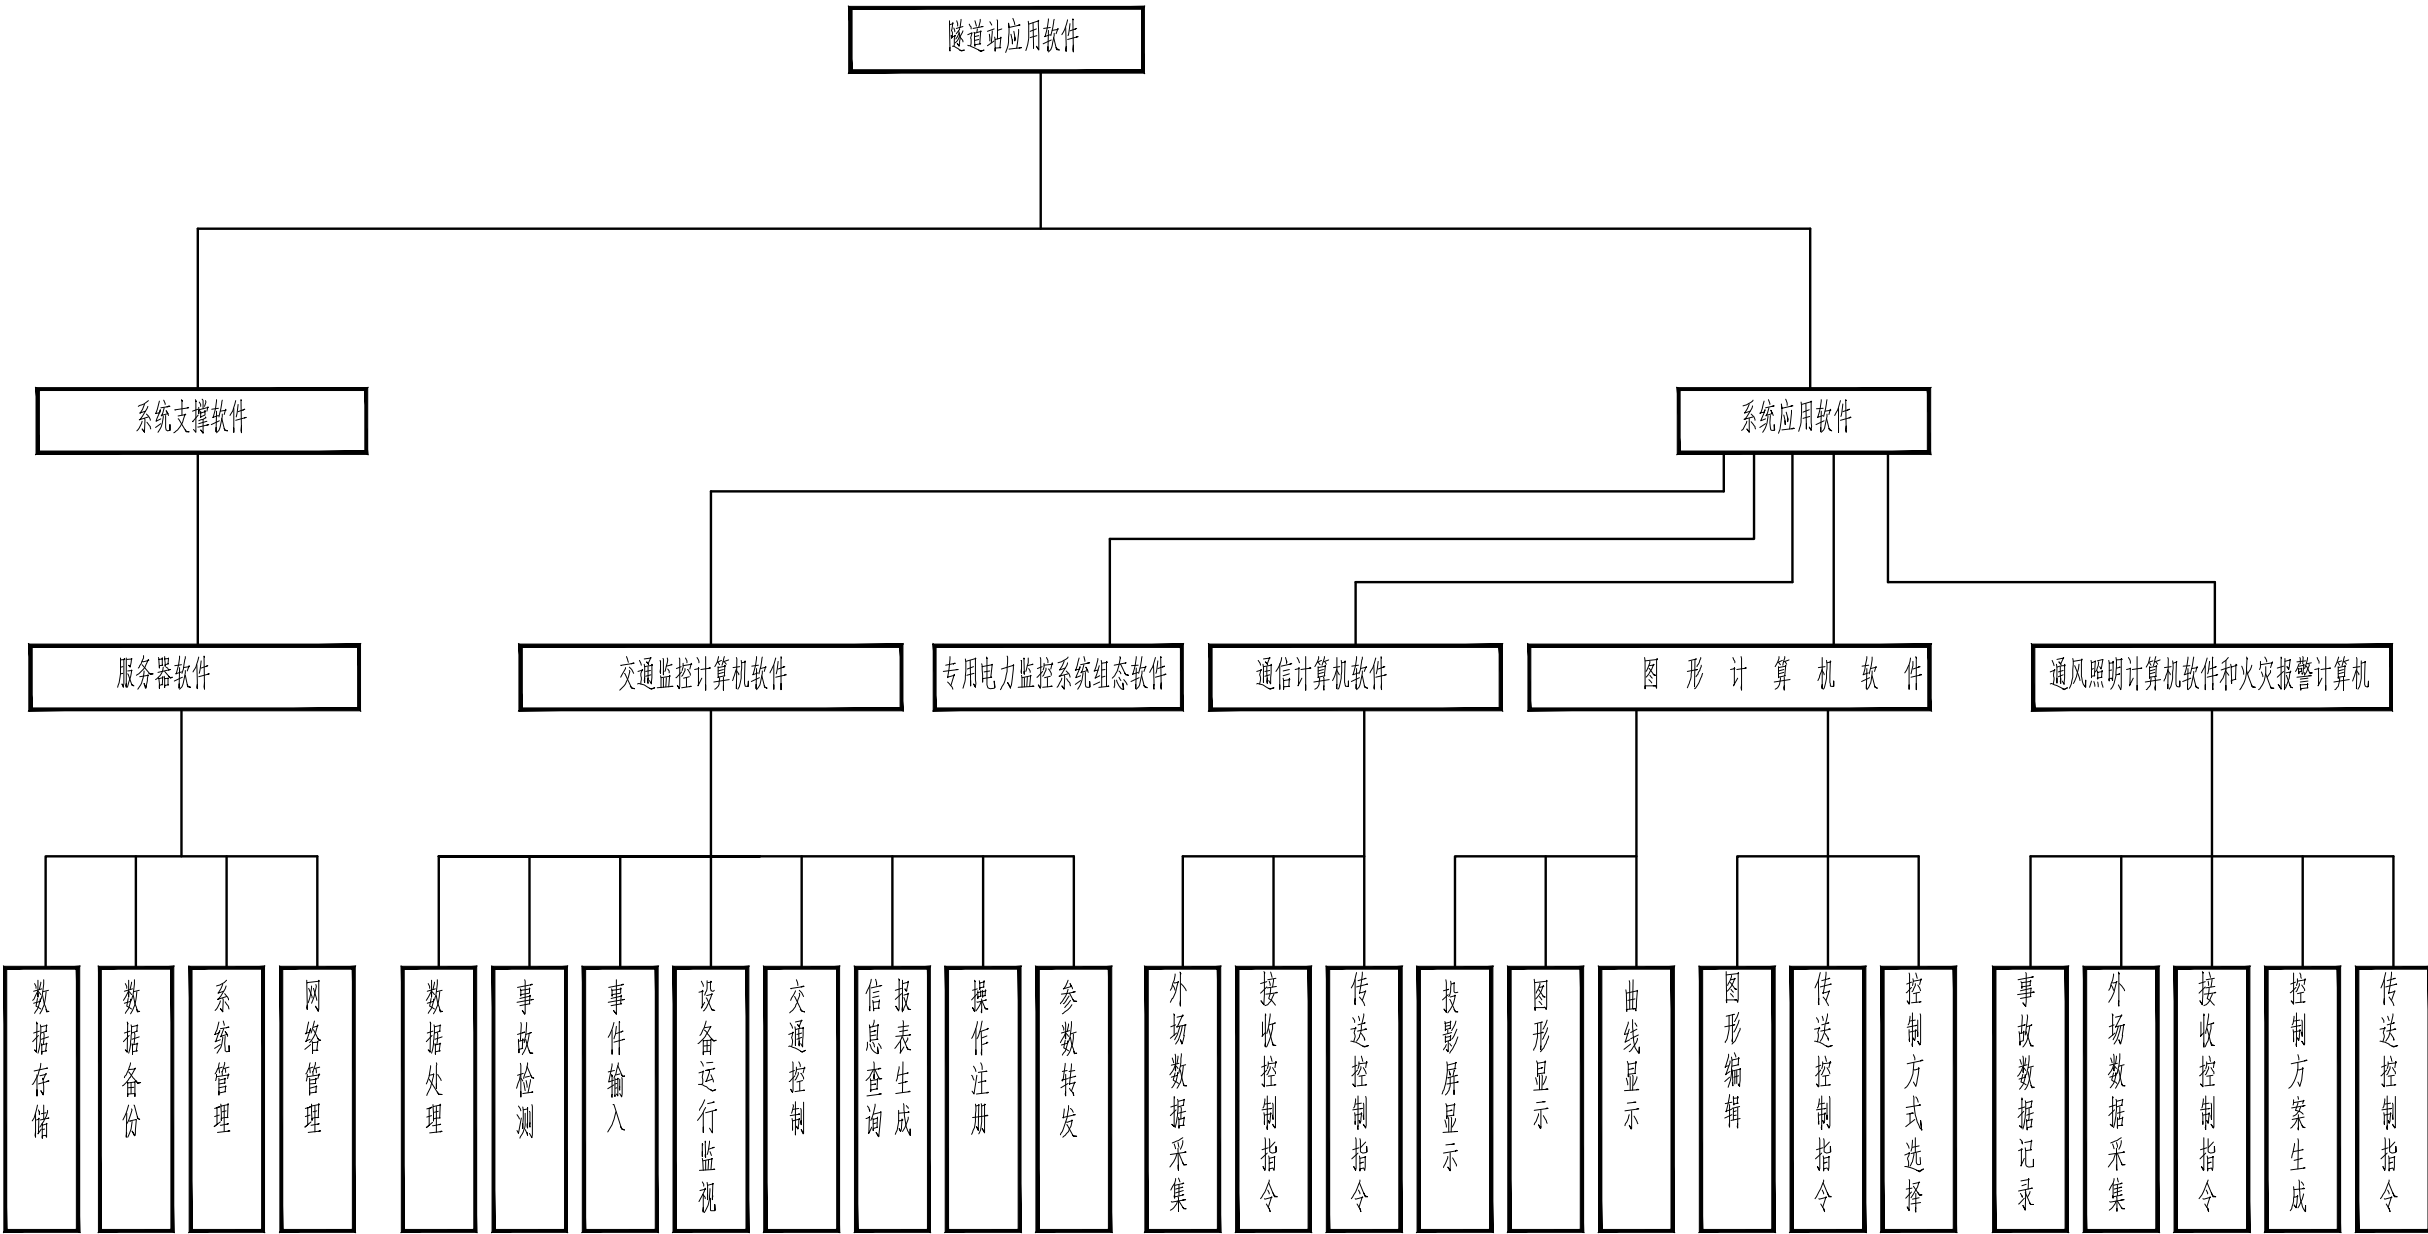 隧道站应用软件
系统支撑软件
系统应用软件
服务器软件
交通监控计算机软件
专用电力监控系统组态软件
通信计算机软件
图形计算机软件
通风照明计算机软件和火灾报警计算机
数据存储
数据备份
系统管理
网络管理
数据处理
事故检测
事件输入
设备运行监视
交通控制
信息查询
报表生成
操作注册
参数转发
外场数据采集
接收控制指令
传送控制指令
投影屏显示
图形显示
曲线显示
图形编辑
传送控制指令
控制方式选择
事故数据记录
外场数据采集
接收控制指令
控制方案生成
传送控制指令